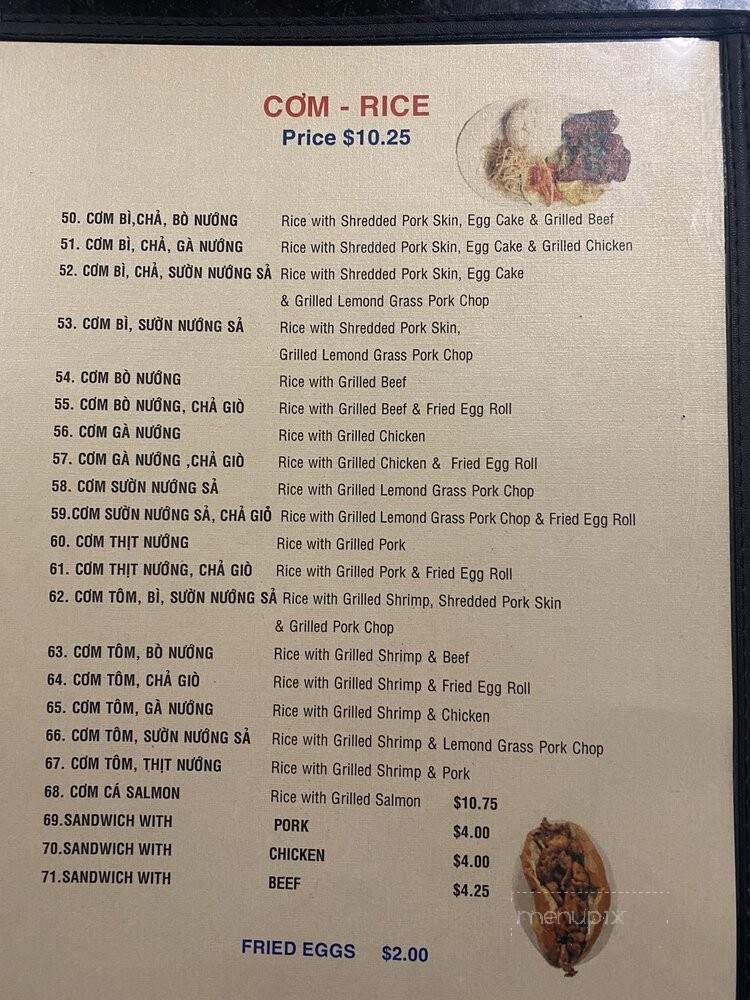 CƠM - RICE
Price $10.25
50. CƠM BÌ,CHẢ, BÒ NƯỚNG Rice with Shredded Pork Skin, Egg Cake & Grilled Beef
51. CƠM BÌ, CHẢ, GÀ NƯỚNG Rice with Shredded Pork Skin, Egg Cake & Grilled Chicken
52. CƠM BÌ, CHẢ, SƯỜN NƯỚNG SẢ Rice with Shredded Pork Skin, Egg Cake
& Grilled Lemond Grass Pork Chop
53. CƠM BÌ, SƯỜN NƯỚNG SẢ Rice with Shredded Pork Skin,
Grilled Lemond Grass Pork Chop
54. CƠM BÒ NƯỚNG Rice with Grilled Beef
55. CƠM BÒ NƯỚNG, CHẢ GIÒ Rice with Grilled Beef & Fried Egg Roll
56. CƠM GÀ NƯỚNG Rice with Grilled Chicken
57. CƠM GÀ NƯỚNG ,CHẢ GIÒ Rice with Grilled Chicken & Fried Egg Roll
58. CƠM SƯỜN NƯỚNG SẢ Rice with Grilled Lemond Grass Pork Chop
59.CƠM SƯỜN NƯỚNG SẢ, CHẢ GIỎ Rice with Grilled Lemond Grass Pork Chop & Fried Egg Roll
60. CƠM THỊT NƯỚNG Rice with Grilled Pork
61. CƠM THỊT NƯỚNG, CHẢ GIÒ Rice with Grilled Pork & Fried Egg Roll
62. CƠM TÔM, BÌ, SƯỜN NƯỚNG SẢ Rice with Grilled Shrimp, Shredded Pork Skin
& Grilled Pork Chop
63. CƠM TÔM, BÒ NƯỚNG Rice with Grilled Shrimp & Beef
64. CƠM TÔM, CHẢ GIÒ Rice with Grilled Shrimp & Fried Egg Roll
65. CƠM TÔM, GÀ NƯỚNG Rice with Grilled Shrimp & Chicken
66. CƠM TÔM, SƯỜN NƯỚNG SẢ Rice with Grilled Shrimp & Lemond Grass Pork Chop
67. CƠM TÔM, THỊT NƯỚNG Rice with Grilled Shrimp & Pork
68. CƠM CÁ SALMON Rice with Grilled Salmon $10.75
69.SANDWICH WITH PORK $4.00
70.SANDWICH WITH CHICKEN $4.00
71.SANDWICH WITH BEEF $4.25
menupix
FRIED EGGS $2.00